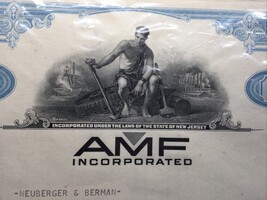 INCORPORATED UNDER THE LAWS OF THE STATE OF NEW JERSEY
AMF
INCORPORATED
-NEUBERGER & BERMAN-